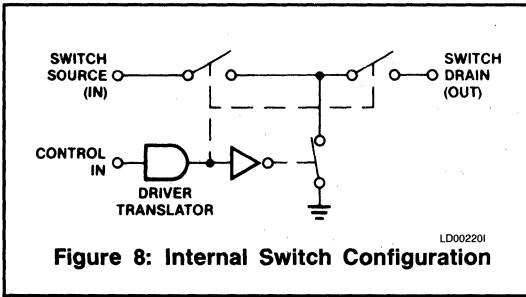 SWITCH
SOURCE
(IN)
SWITCH
DRAIN
(OUT)
CONTROL
IN
DRIVER
TRANSLATOR
LD00220I
Figure 8: Internal Switch Configuration